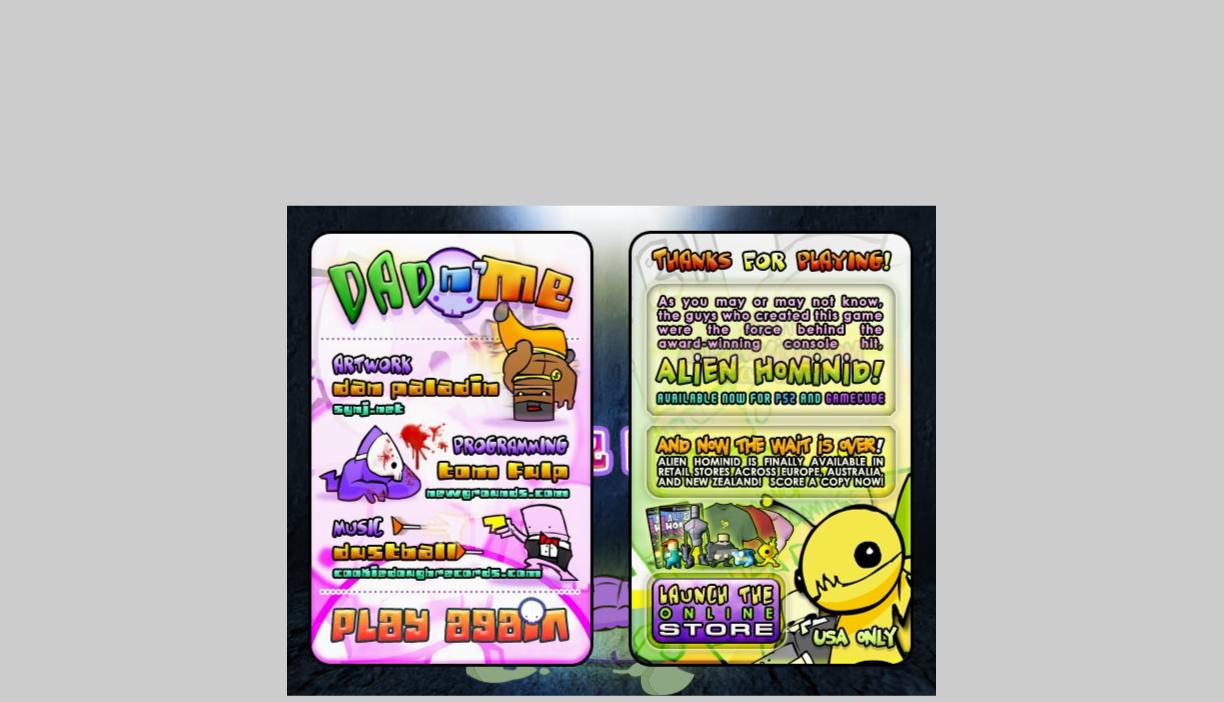 DAD n' ME
ARTWORK
dan paladin
synj.net
PROGRAMMING
tom fulp
newgrounds.com
MUSIC
dustball
cookiedoughrecords.com
PLAY AGAIN
THANKS FOR PLAYING!
As you may or may not know,
the guys who created this game
were the force behind the
award-winning console hit,
ALIEN HOMINID!
AVAILABLE NOW FOR PS2 AND GAMECUBE
AND NOW THE WAIT IS OVER!
ALIEN HOMINID IS FINALLY AVAILABLE IN
RETAIL STORES ACROSS EUROPE, AUSTRALIA,
AND NEW ZEALAND! SCORE A COPY NOW!
LAUNCH THE
ONLINE
STORE
USA ONLY